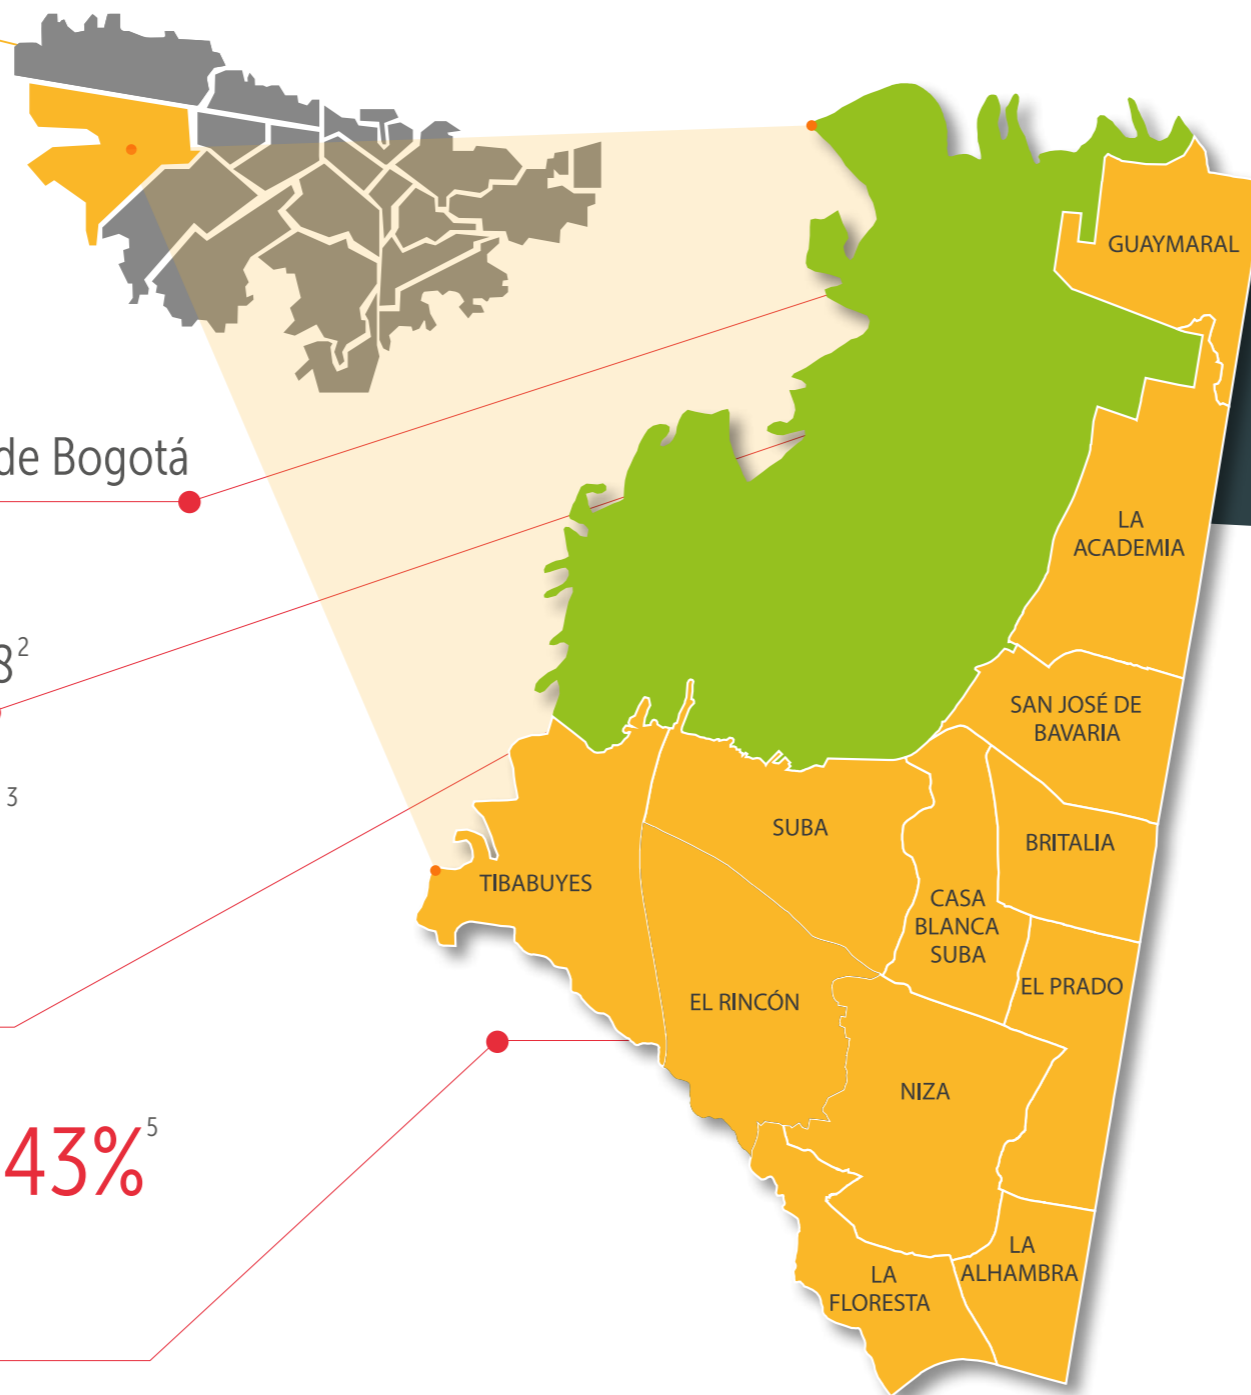 de Bogotá
8²
3
43%⁵
GUAYMARAL
LA
ACADEMIA
SAN JOSÉ DE
BAVARIA
SUBA
BRITALIA
TIBABUYES
CASA
BLANCA
SUBA
EL PRADO
EL RINCÓN
NIZA
LA
ALHAMBRA
LA
FLORESTA